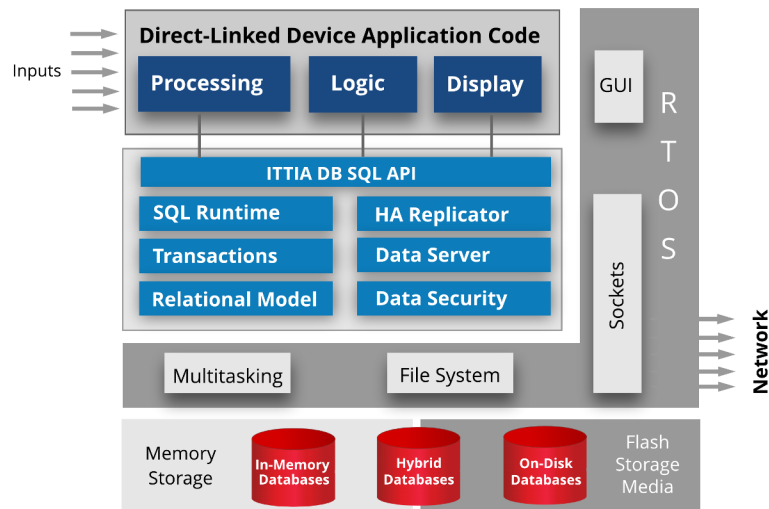 Direct-Linked Device Application Code
Inputs
Processing
Logic
Display
GUI
RTOS
ITTIA DB SQL API
SQL Runtime
HA Replicator
Transactions
Data Server
Relational Model
Data Security
Sockets
Network
Multitasking
File System
Memory
Storage
In-Memory
Databases
Hybrid
Databases
On-Disk
Databases
Flash
Storage
Media